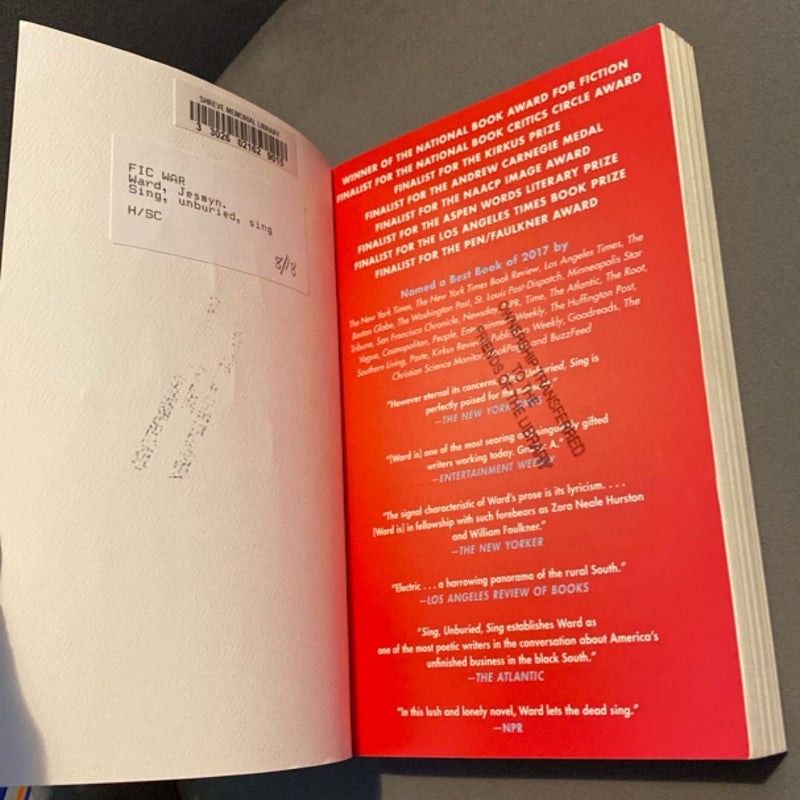 SHREVE MEMORIAL LIBRARY
3 3026 02162 9075
FIC WAR
Ward, Jesmyn.
Sing, unburied, sing
H/SC
8/18
WINNER OF THE NATIONAL BOOK AWARD FOR FICTION
FINALIST FOR THE NATIONAL BOOK CRITICS CIRCLE AWARD
FINALIST FOR THE KIRKUS PRIZE
FINALIST FOR THE ANDREW CARNEGIE MEDAL
FINALIST FOR THE NAACP IMAGE AWARD
FINALIST FOR THE ASPEN WORDS LITERARY PRIZE
FINALIST FOR THE LOS ANGELES TIMES BOOK PRIZE
FINALIST FOR THE PEN/FAULKNER AWARD
Named a Best Book of 2017 by
The New York Times, The New York Times Book Review, Los Angeles Times, The
Boston Globe, The Washington Post, St. Louis Post-Dispatch, Minneapolis Star
Tribune, San Francisco Chronicle, Newsday, NPR, Time, The Atlantic, The Root,
Vogue, Cosmopolitan, People, Entertainment Weekly, The Huffington Post,
Southern Living, Paste, Kirkus Reviews, Publishers Weekly, Goodreads, The
Christian Science Monitor, BookPage, and BuzzFeed
OWNERSHIP TRANSFERRED
TO THE
FRIENDS OF THE LIBRARY
"However eternal its concerns, Sing, Unburied, Sing is
perfectly poised for the moment."
—THE NEW YORK TIMES
"[Ward is] one of the most searing and singularly gifted
writers working today. Grade: A."
—ENTERTAINMENT WEEKLY
"The signal characteristic of Ward's prose is its lyricism. . . .
[Ward is] in fellowship with such forebears as Zora Neale Hurston
and William Faulkner."
—THE NEW YORKER
"Electric . . . a harrowing panorama of the rural South."
—LOS ANGELES REVIEW OF BOOKS
"Sing, Unburied, Sing establishes Ward as
one of the most poetic writers in the conversation about America's
unfinished business in the black South."
—THE ATLANTIC
"In this lush and lonely novel, Ward lets the dead sing."
—NPR